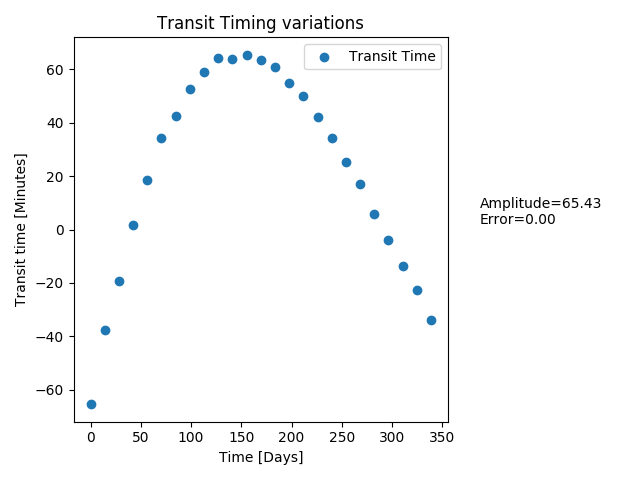 Transit Timing variations
Transit Time
Transit time [Minutes]
60
40
20
0
−20
−40
−60
0 50 100 150 200 250 300 350
Time [Days]
Amplitude=65.43
Error=0.00